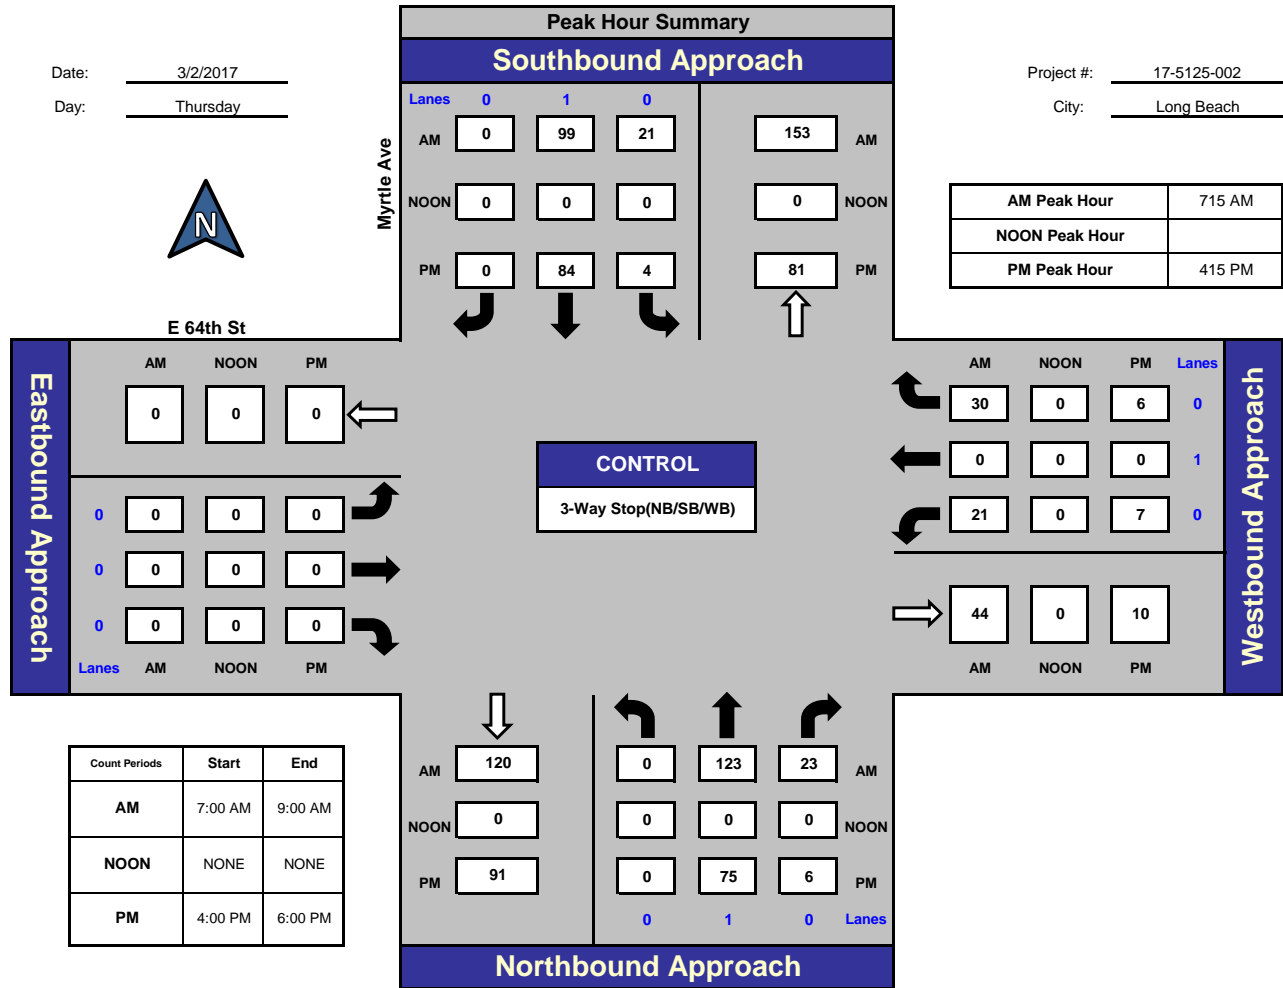 Peak Hour Summary
Southbound Approach
Date: 3/2/2017
Day: Thursday
Project #: 17-5125-002
City: Long Beach
Myrtle Ave
Lanes 0 1 0
AM 0 99 21 153 AM
NOON 0 0 0 0 NOON
PM 0 84 4 81 PM
N
AM Peak Hour 715 AM
NOON Peak Hour
PM Peak Hour 415 PM
E 64th St
Eastbound Approach
AM NOON PM
0 0 0
0 0 0 0
0 0 0 0
0 0 0 0
Lanes AM NOON PM
CONTROL
3-Way Stop(NB/SB/WB)
AM NOON PM Lanes
30 0 6 0
0 0 0 1
21 0 7 0
44 0 10
AM NOON PM
Westbound Approach
Count Periods Start End
AM 7:00 AM 9:00 AM
NOON NONE NONE
PM 4:00 PM 6:00 PM
AM 120 0 123 23 AM
NOON 0 0 0 0 NOON
PM 91 0 75 6 PM
0 1 0 Lanes
Northbound Approach